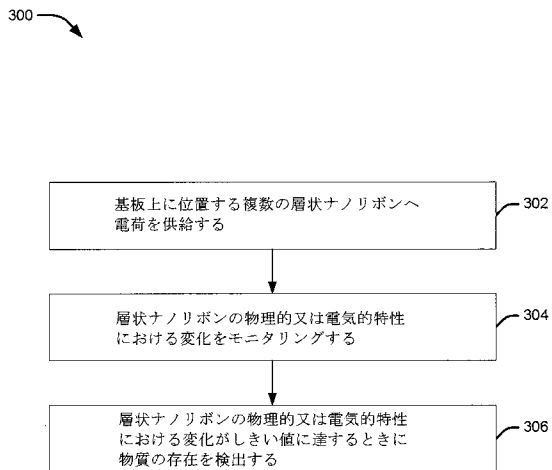 300
基板上に位置する複数の層状ナノリボンへ
電荷を供給する
302
層状ナノリボンの物理的又は電気的特性
における変化をモニタリングする
304
層状ナノリボンの物理的又は電気的特性
における変化がしきい値に達するときに
物質の存在を検出する
306